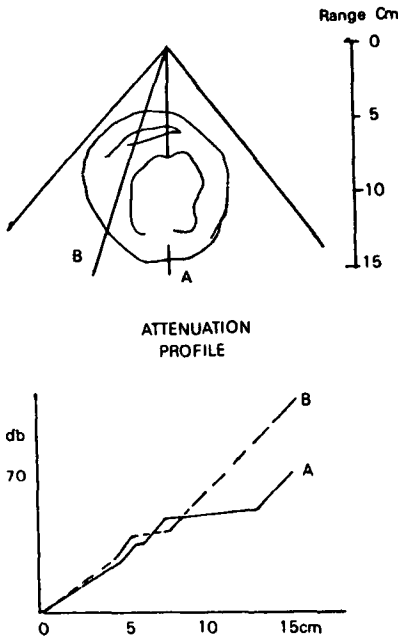 Range Cm
0
5
10
15
B
A
ATTENUATION
PROFILE
db
70
B
A
0 5 10 15cm